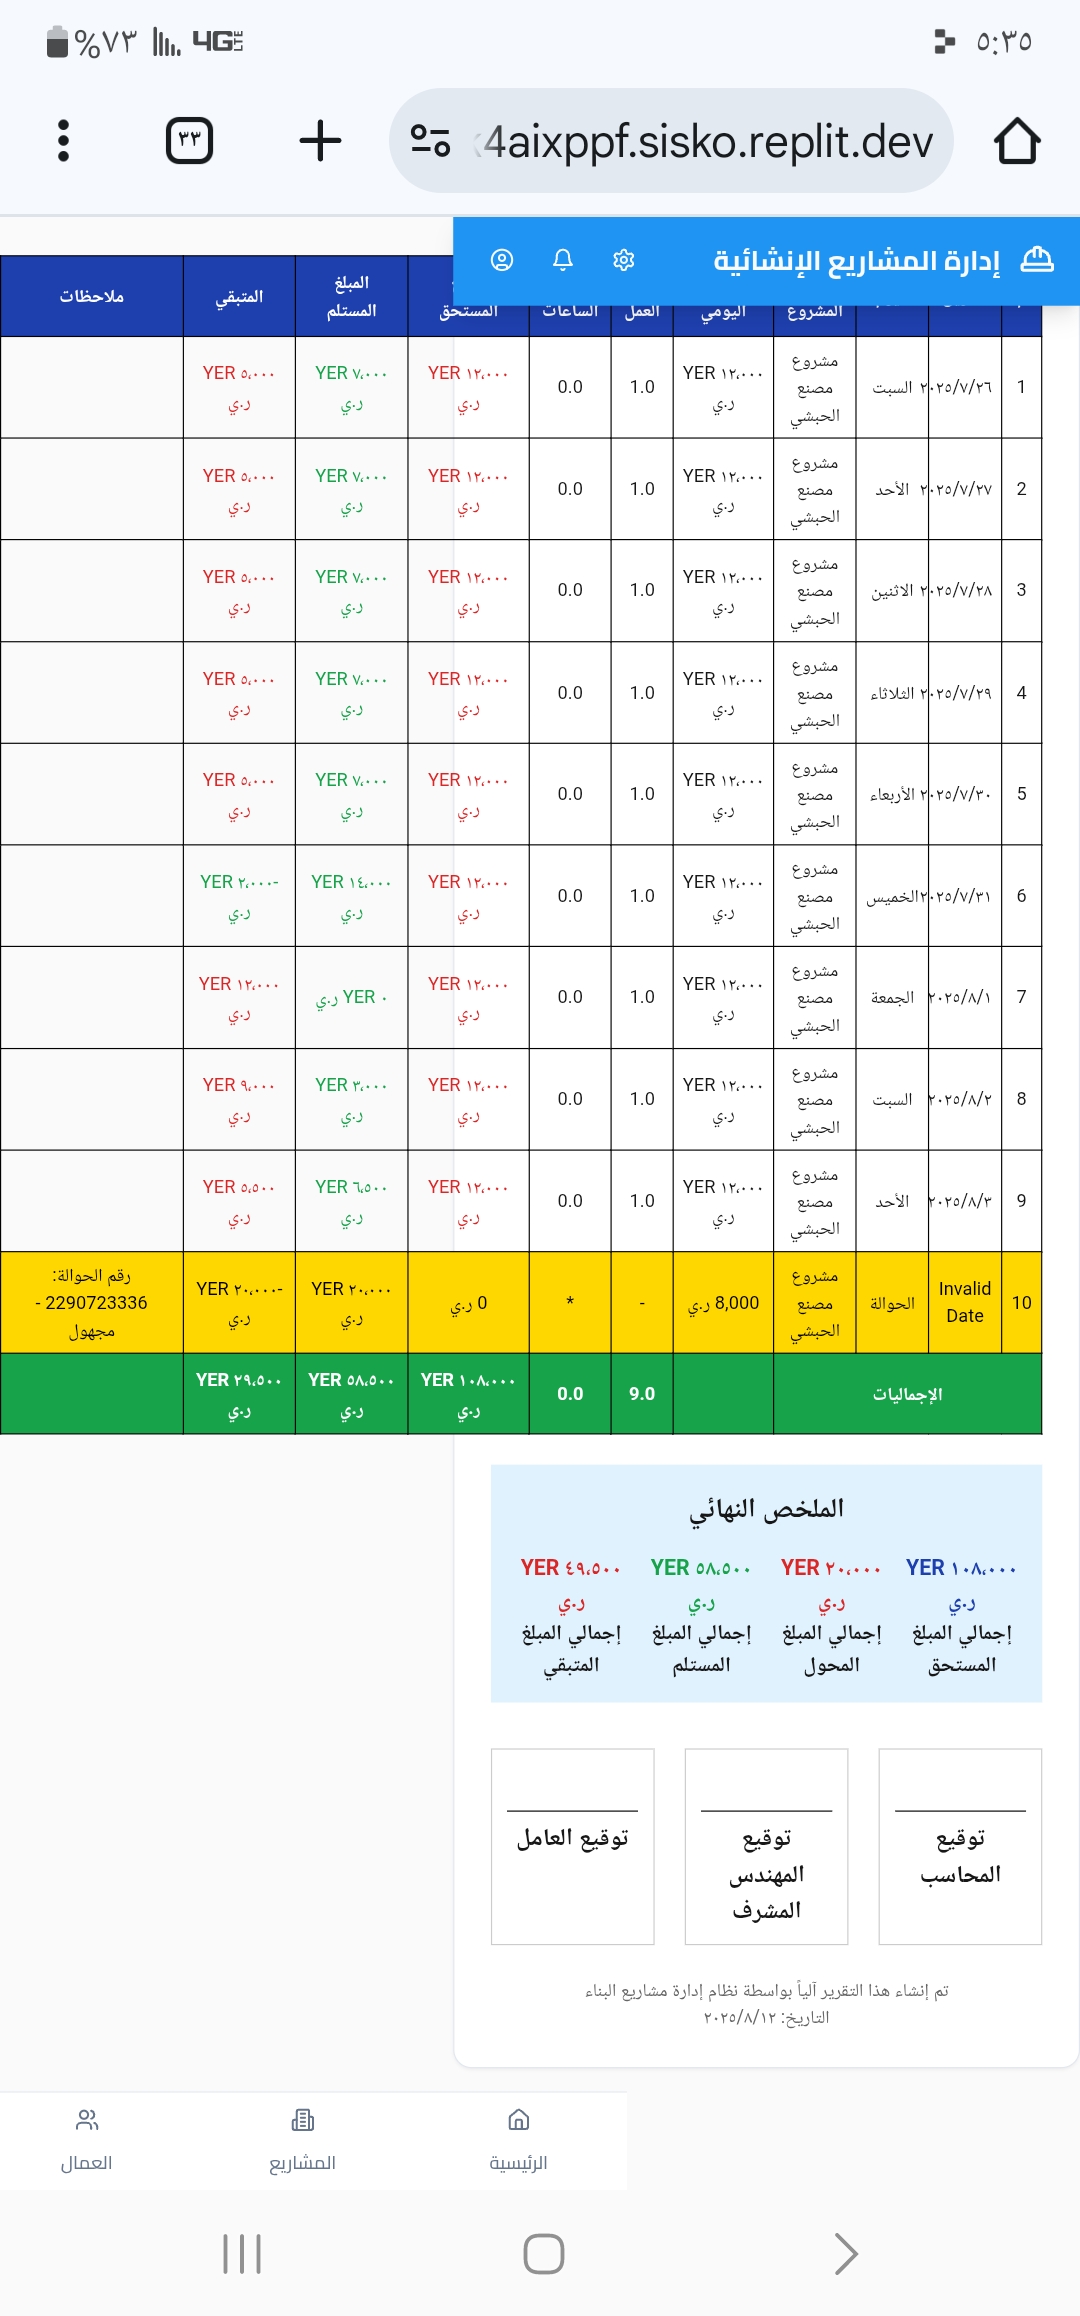 ٥:٣٥
4G LTE
%٧٣
4aixppf.sisko.replit.dev
٣٣
إدارة المشاريع الإنشائية
المشروع اليومي العمل الساعات المستحق المبلغ المستلم المتبقي ملاحظات
1 ٢٠٢٥/٧/٢٦ السبت مشروع مصنع الحبشي YER ١٢،٠٠٠ ر.ي 1.0 0.0 YER ١٢،٠٠٠ ر.ي YER ٧،٠٠٠ ر.ي YER ٥،٠٠٠ ر.ي
2 ٢٠٢٥/٧/٢٧ الأحد مشروع مصنع الحبشي YER ١٢،٠٠٠ ر.ي 1.0 0.0 YER ١٢،٠٠٠ ر.ي YER ٧،٠٠٠ ر.ي YER ٥،٠٠٠ ر.ي
3 ٢٠٢٥/٧/٢٨ الاثنين مشروع مصنع الحبشي YER ١٢،٠٠٠ ر.ي 1.0 0.0 YER ١٢،٠٠٠ ر.ي YER ٧،٠٠٠ ر.ي YER ٥،٠٠٠ ر.ي
4 ٢٠٢٥/٧/٢٩ الثلاثاء مشروع مصنع الحبشي YER ١٢،٠٠٠ ر.ي 1.0 0.0 YER ١٢،٠٠٠ ر.ي YER ٧،٠٠٠ ر.ي YER ٥،٠٠٠ ر.ي
5 ٢٠٢٥/٧/٣٠ الأربعاء مشروع مصنع الحبشي YER ١٢،٠٠٠ ر.ي 1.0 0.0 YER ١٢،٠٠٠ ر.ي YER ٧،٠٠٠ ر.ي YER ٥،٠٠٠ ر.ي
6 ٢٠٢٥/٧/٣١ الخميس مشروع مصنع الحبشي YER ١٢،٠٠٠ ر.ي 1.0 0.0 YER ١٢،٠٠٠ ر.ي YER ١٤،٠٠٠ ر.ي YER ٢،٠٠٠- ر.ي
7 ٢٠٢٥/٨/١ الجمعة مشروع مصنع الحبشي YER ١٢،٠٠٠ ر.ي 1.0 0.0 YER ١٢،٠٠٠ ر.ي YER ٠ ر.ي YER ١٢،٠٠٠ ر.ي
8 ٢٠٢٥/٨/٢ السبت مشروع مصنع الحبشي YER ١٢،٠٠٠ ر.ي 1.0 0.0 YER ١٢،٠٠٠ ر.ي YER ٣،٠٠٠ ر.ي YER ٩،٠٠٠ ر.ي
9 ٢٠٢٥/٨/٣ الأحد مشروع مصنع الحبشي YER ١٢،٠٠٠ ر.ي 1.0 0.0 YER ١٢،٠٠٠ ر.ي YER ٦،٥٠٠ ر.ي YER ٥،٥٠٠ ر.ي
10 Invalid Date الحوالة مشروع مصنع الحبشي 8,000 ر.ي - * 0 ر.ي YER ٢٠،٠٠٠ ر.ي YER ٢٠،٠٠٠- ر.ي رقم الحوالة: 2290723336 - مجهول
الإجماليات 9.0 0.0 YER ١٠٨،٠٠٠ ر.ي YER ٥٨،٥٠٠ ر.ي YER ٢٩،٥٠٠ ر.ي
الملخص النهائي
YER ١٠٨،٠٠٠ ر.ي
إجمالي المبلغ المستحق
YER ٢٠،٠٠٠ ر.ي
إجمالي المبلغ المحول
YER ٥٨،٥٠٠ ر.ي
إجمالي المبلغ المستلم
YER ٤٩،٥٠٠ ر.ي
إجمالي المبلغ المتبقي
توقيع المحاسب
توقيع المهندس المشرف
توقيع العامل
تم إنشاء هذا التقرير آلياً بواسطة نظام إدارة مشاريع البناء
التاريخ: ٢٠٢٥/٨/١٢
الرئيسية
المشاريع
العمال